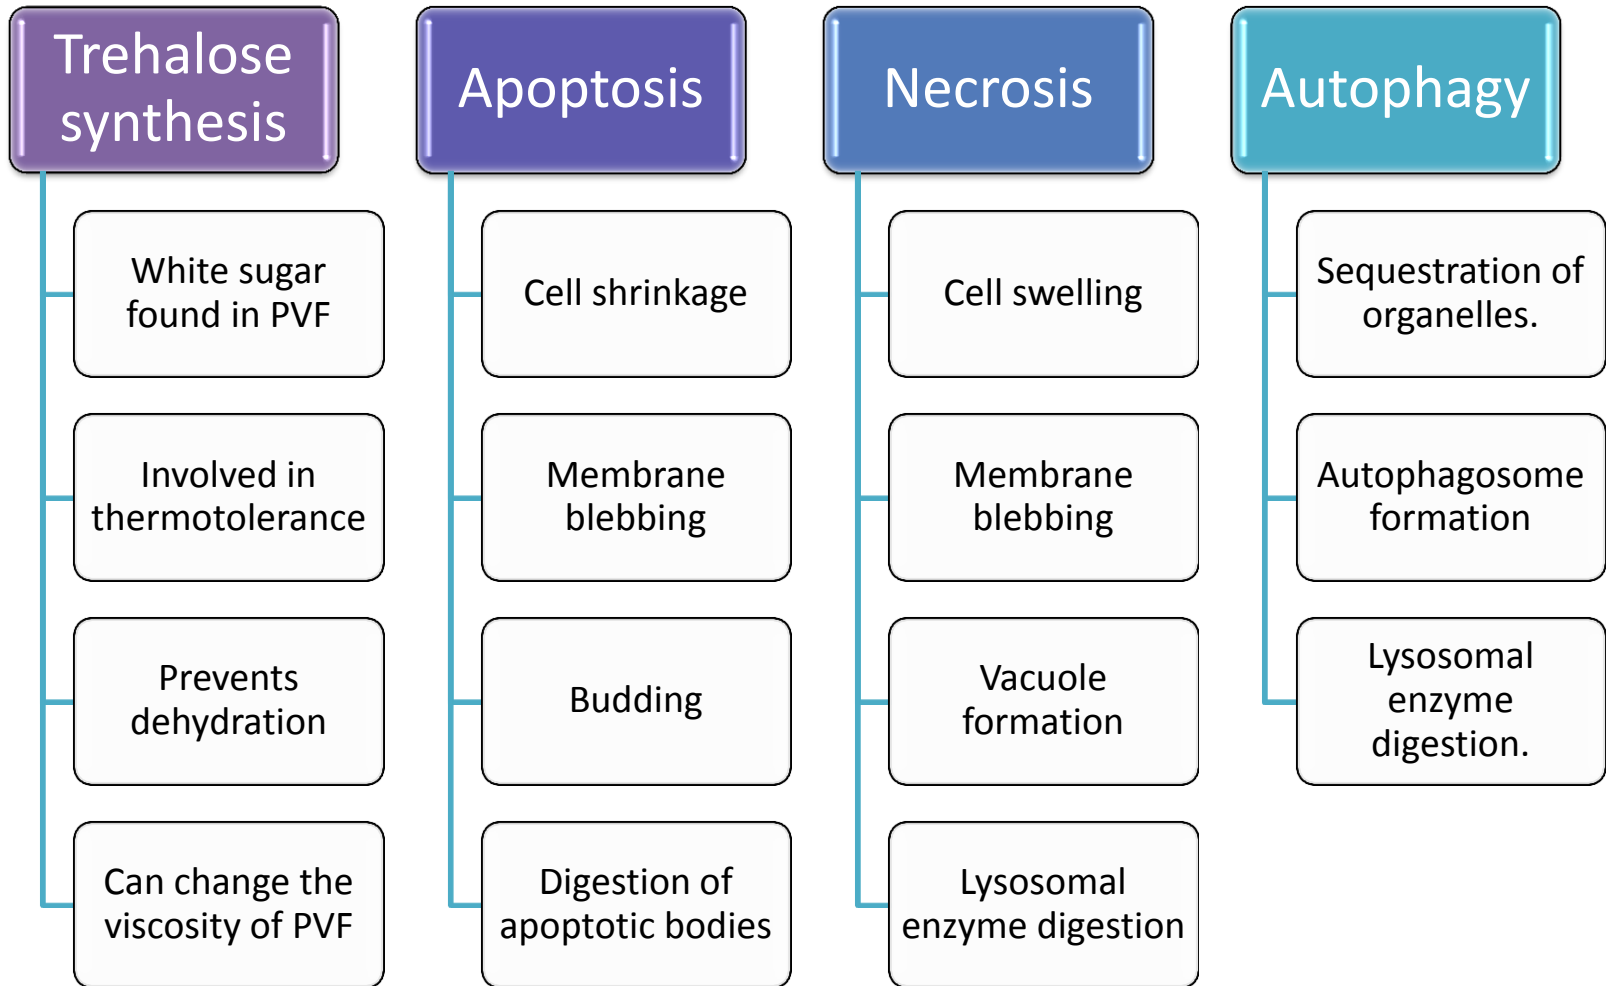 Trehalose
synthesis
White sugar
found in PVF
Involved in
thermotolerance
Prevents
dehydration
Can change the
viscosity of PVF
Apoptosis
Cell shrinkage
Membrane
blebbing
Budding
Digestion of
apoptotic bodies
Necrosis
Cell swelling
Membrane
blebbing
Vacuole
formation
Lysosomal
enzyme digestion
Autophagy
Sequestration of
organelles.
Autophagosome
formation
Lysosomal
enzyme
digestion.